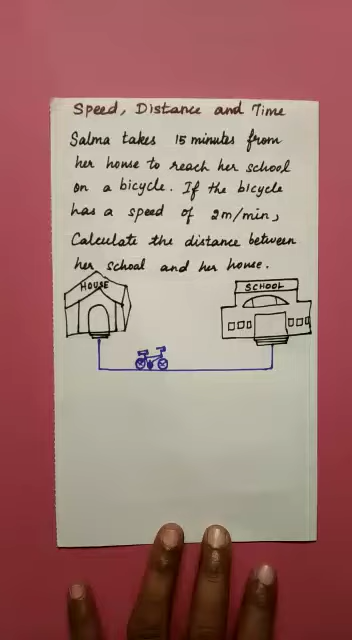 Speed, Distance and Time
Salma takes 15 minutes from
her house to reach her school
on a bicycle. If the bicycle
has a speed of 2m/min,
Calculate the distance between
her school and her house.
HOUSE
SCHOOL